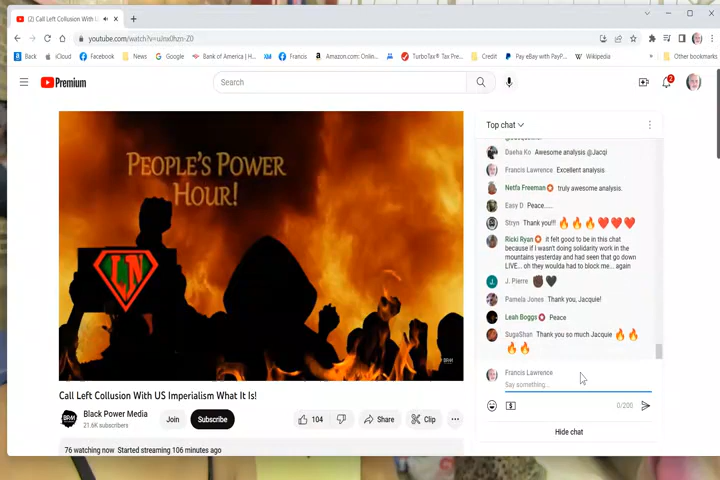 (2) Call Left Collusion With U
youtube.com/watch?v=uJnx0hzn-Z0
Back
iCloud
Facebook
News
Google
Bank of America | H...
Francis
Amazon.com: Onlin...
TurboTax® Tax Pre...
Credit
Pay eBay with PayP...
Wikipedia
»
Other bookmarks
Premium
Search
2
PEOPLE'S POWER
HOUR!
LN
BPM
Top chat
Daeha Ko Awesome analysis @Jacqi
Francis Lawrence Excellent analysis
Netfa Freeman truly awesome analysis.
Easy D Peace......
Stryn Thank you!!! 🔥🔥🔥❤️❤️❤️
Ricki Ryan it felt good to be in this chat
because if I wasn't doing solidarity work in the
mountains yesterday and had seen that go down
LIVE... oh they woulda had to block me... again
J. Pierre ✊🏿🖤
Pamela Jones Thank you, Jacquie!
Leah Boggs Peace
SugaShan Thank you so much Jacquie 🔥🔥
🔥🔥
Francis Lawrence
Say something...
0/200
Hide chat
Call Left Collusion With US Imperialism What It Is!
BPM
Black Power Media
21.6K subscribers
Join
Subscribe
104
Share
Clip
76 watching now Started streaming 106 minutes ago